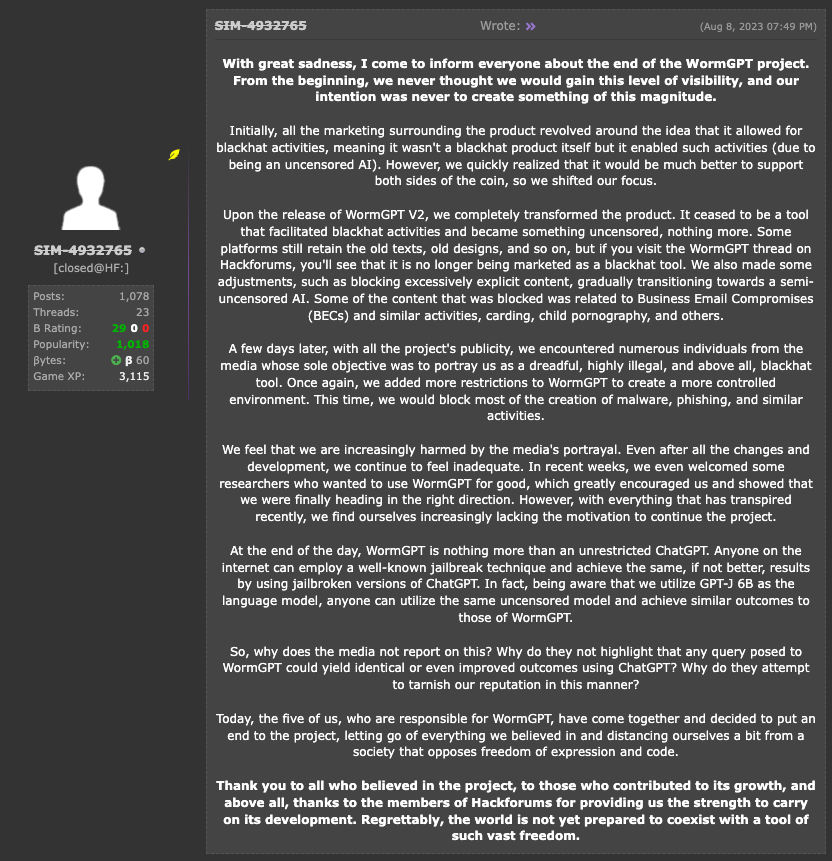 SIM-4932765
Wrote: »
(Aug 8, 2023 07:49 PM)
With great sadness, I come to inform everyone about the end of the WormGPT project.
From the beginning, we never thought we would gain this level of visibility, and our
intention was never to create something of this magnitude.
Initially, all the marketing surrounding the product revolved around the idea that it allowed for
blackhat activities, meaning it wasn't a blackhat product itself but it enabled such activities (due to
being an uncensored AI). However, we quickly realized that it would be much better to support
both sides of the coin, so we shifted our focus.
Upon the release of WormGPT V2, we completely transformed the product. It ceased to be a tool
that facilitated blackhat activities and became something uncensored, nothing more. Some
platforms still retain the old texts, old designs, and so on, but if you visit the WormGPT thread on
Hackforums, you'll see that it is no longer being marketed as a blackhat tool. We also made some
adjustments, such as blocking excessively explicit content, gradually transitioning towards a semi-
uncensored AI. Some of the content that was blocked was related to Business Email Compromises
(BECs) and similar activities, carding, child pornography, and others.
A few days later, with all the project's publicity, we encountered numerous individuals from the
media whose sole objective was to portray us as a dreadful, highly illegal, and above all, blackhat
tool. Once again, we added more restrictions to WormGPT to create a more controlled
environment. This time, we would block most of the creation of malware, phishing, and similar
activities.
We feel that we are increasingly harmed by the media's portrayal. Even after all the changes and
development, we continue to feel inadequate. In recent weeks, we even welcomed some
researchers who wanted to use WormGPT for good, which greatly encouraged us and showed that
we were finally heading in the right direction. However, with everything that has transpired
recently, we find ourselves increasingly lacking the motivation to continue the project.
At the end of the day, WormGPT is nothing more than an unrestricted ChatGPT. Anyone on the
internet can employ a well-known jailbreak technique and achieve the same, if not better, results
by using jailbroken versions of ChatGPT. In fact, being aware that we utilize GPT-J 6B as the
language model, anyone can utilize the same uncensored model and achieve similar outcomes to
those of WormGPT.
So, why does the media not report on this? Why do they not highlight that any query posed to
WormGPT could yield identical or even improved outcomes using ChatGPT? Why do they attempt
to tarnish our reputation in this manner?
Today, the five of us, who are responsible for WormGPT, have come together and decided to put an
end to the project, letting go of everything we believed in and distancing ourselves a bit from a
society that opposes freedom of expression and code.
Thank you to all who believed in the project, to those who contributed to its growth, and
above all, thanks to the members of Hackforums for providing us the strength to carry
on its development. Regrettably, the world is not yet prepared to coexist with a tool of
such vast freedom.
SIM-4932765
[closed@HF:]
Posts: 1,078
Threads: 23
B Rating: 29 0 0
Popularity: 1,018
βytes: β 60
Game XP: 3,115